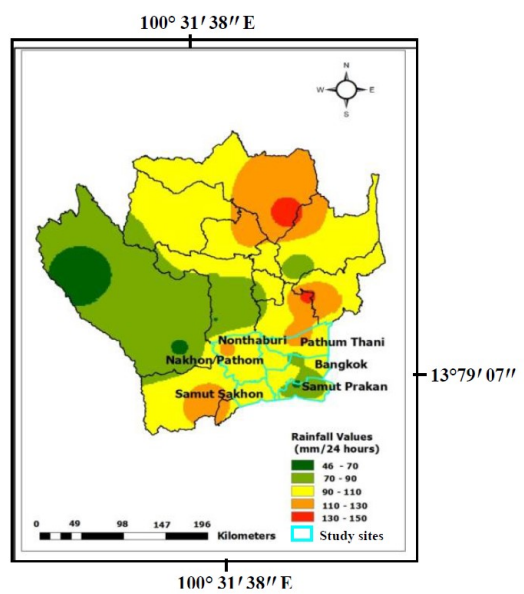 100° 31′ 38″ E
N
W E
S
Nonthaburi
Pathum Thani
Nakhon Pathom
Bangkok
13°79′ 07″
Samut Prakan
Samut Sakhon
Rainfall Values
(mm/24 hours)
46 - 70
70 - 90
90 - 110
110 - 130
130 - 150
Study sites
0 49 98 147 196
Kilometers
100° 31′ 38″ E